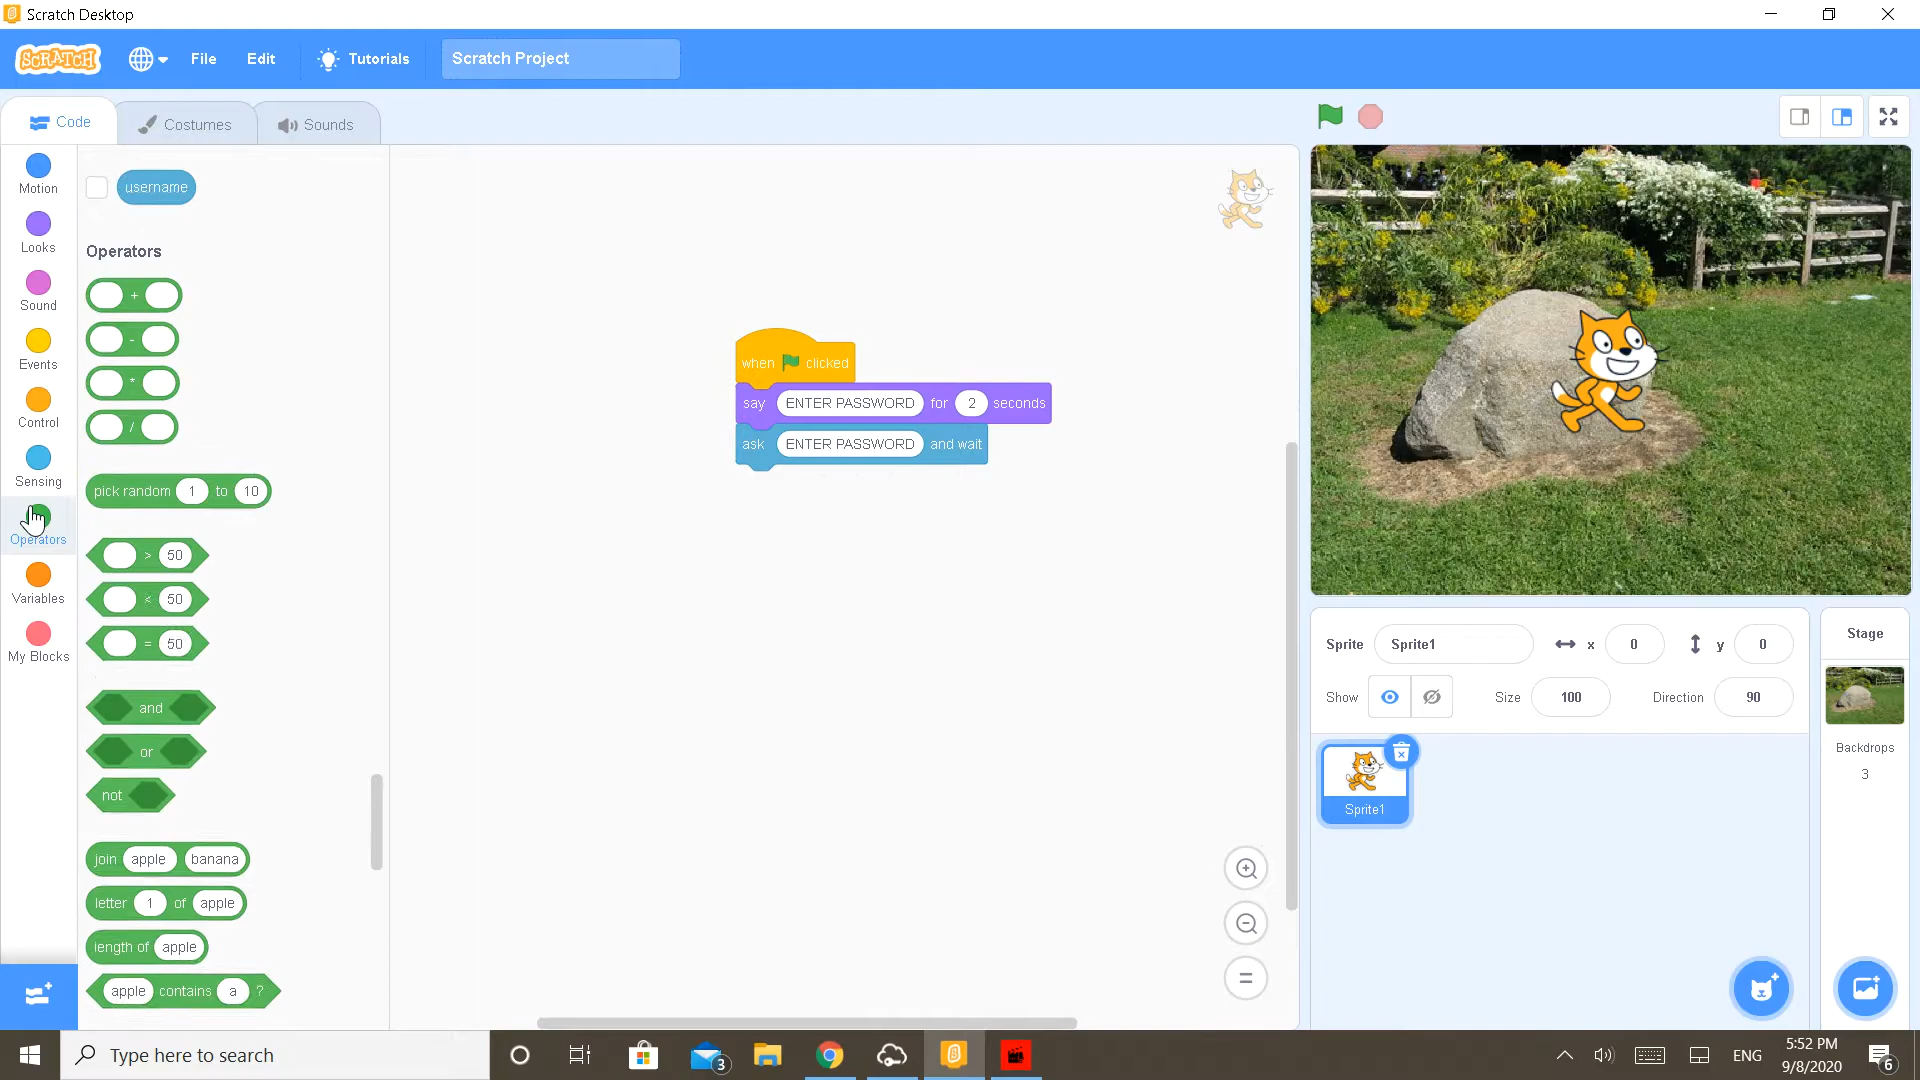 Scratch Desktop
SCRATCH
File
Edit
Tutorials
Scratch Project
Code
Costumes
Sounds
Motion
Looks
Sound
Events
Control
Sensing
Operators
Variables
My Blocks
username
Operators
+
-
*
/
pick random 1 to 10
> 50
< 50
= 50
and
or
not
join apple banana
letter 1 of apple
length of apple
apple contains a ?
when clicked
say ENTER PASSWORD for 2 seconds
ask ENTER PASSWORD and wait
Sprite Sprite1 x 0 y 0
Show Size 100 Direction 90
Sprite1
Stage
Backdrops
3
Type here to search
3
ENG
5:52 PM
9/8/2020
6